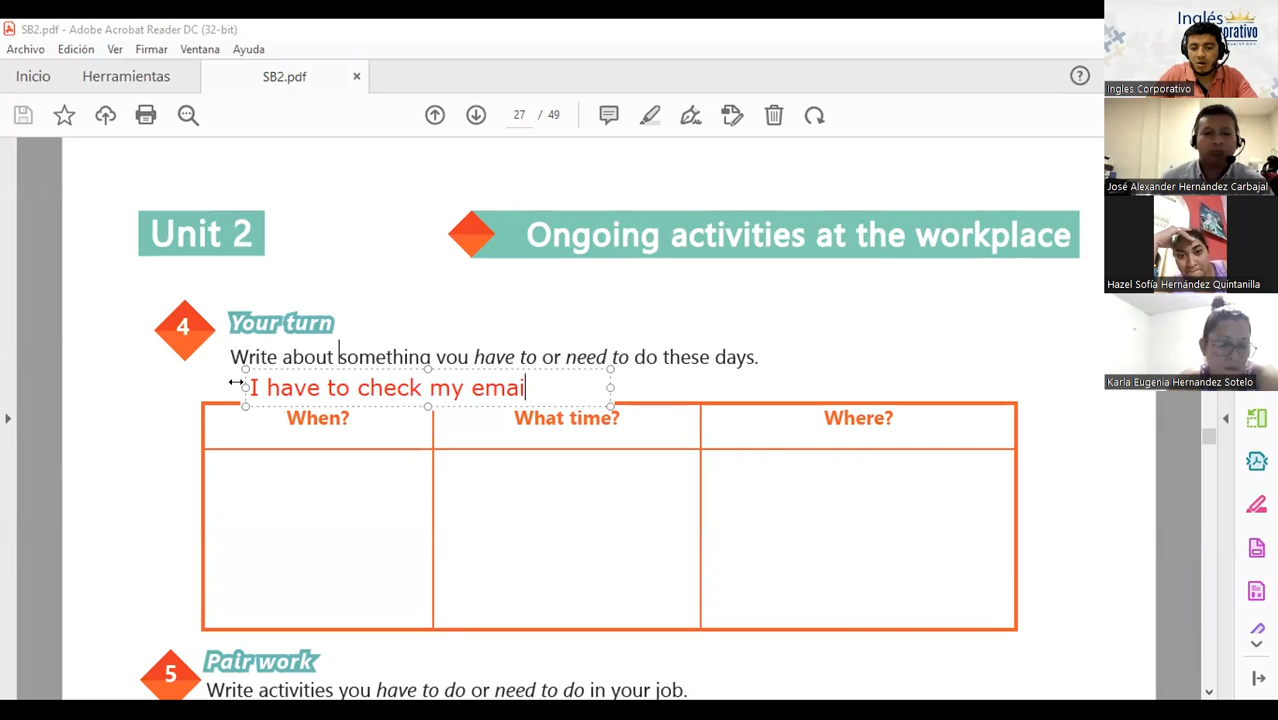 SB2.pdf - Adobe Acrobat Reader DC (32-bit)
Archivo Edición Ver Firmar Ventana Ayuda
Inicio Herramientas SB2.pdf ×
27 / 49
Unit 2
Ongoing activities at the workplace
4 Your turn
Write about something you have to or need to do these days.
I have to check my emai
When? What time? Where?
5 Pair work
Write activities you have to do or need to do in your job.
Inglés
Ingles Corporativo
José Alexander Hernández Carbajal
Hazel Sofía Hernández Quintanilla
Karla Eugenia Hernandez Sotelo